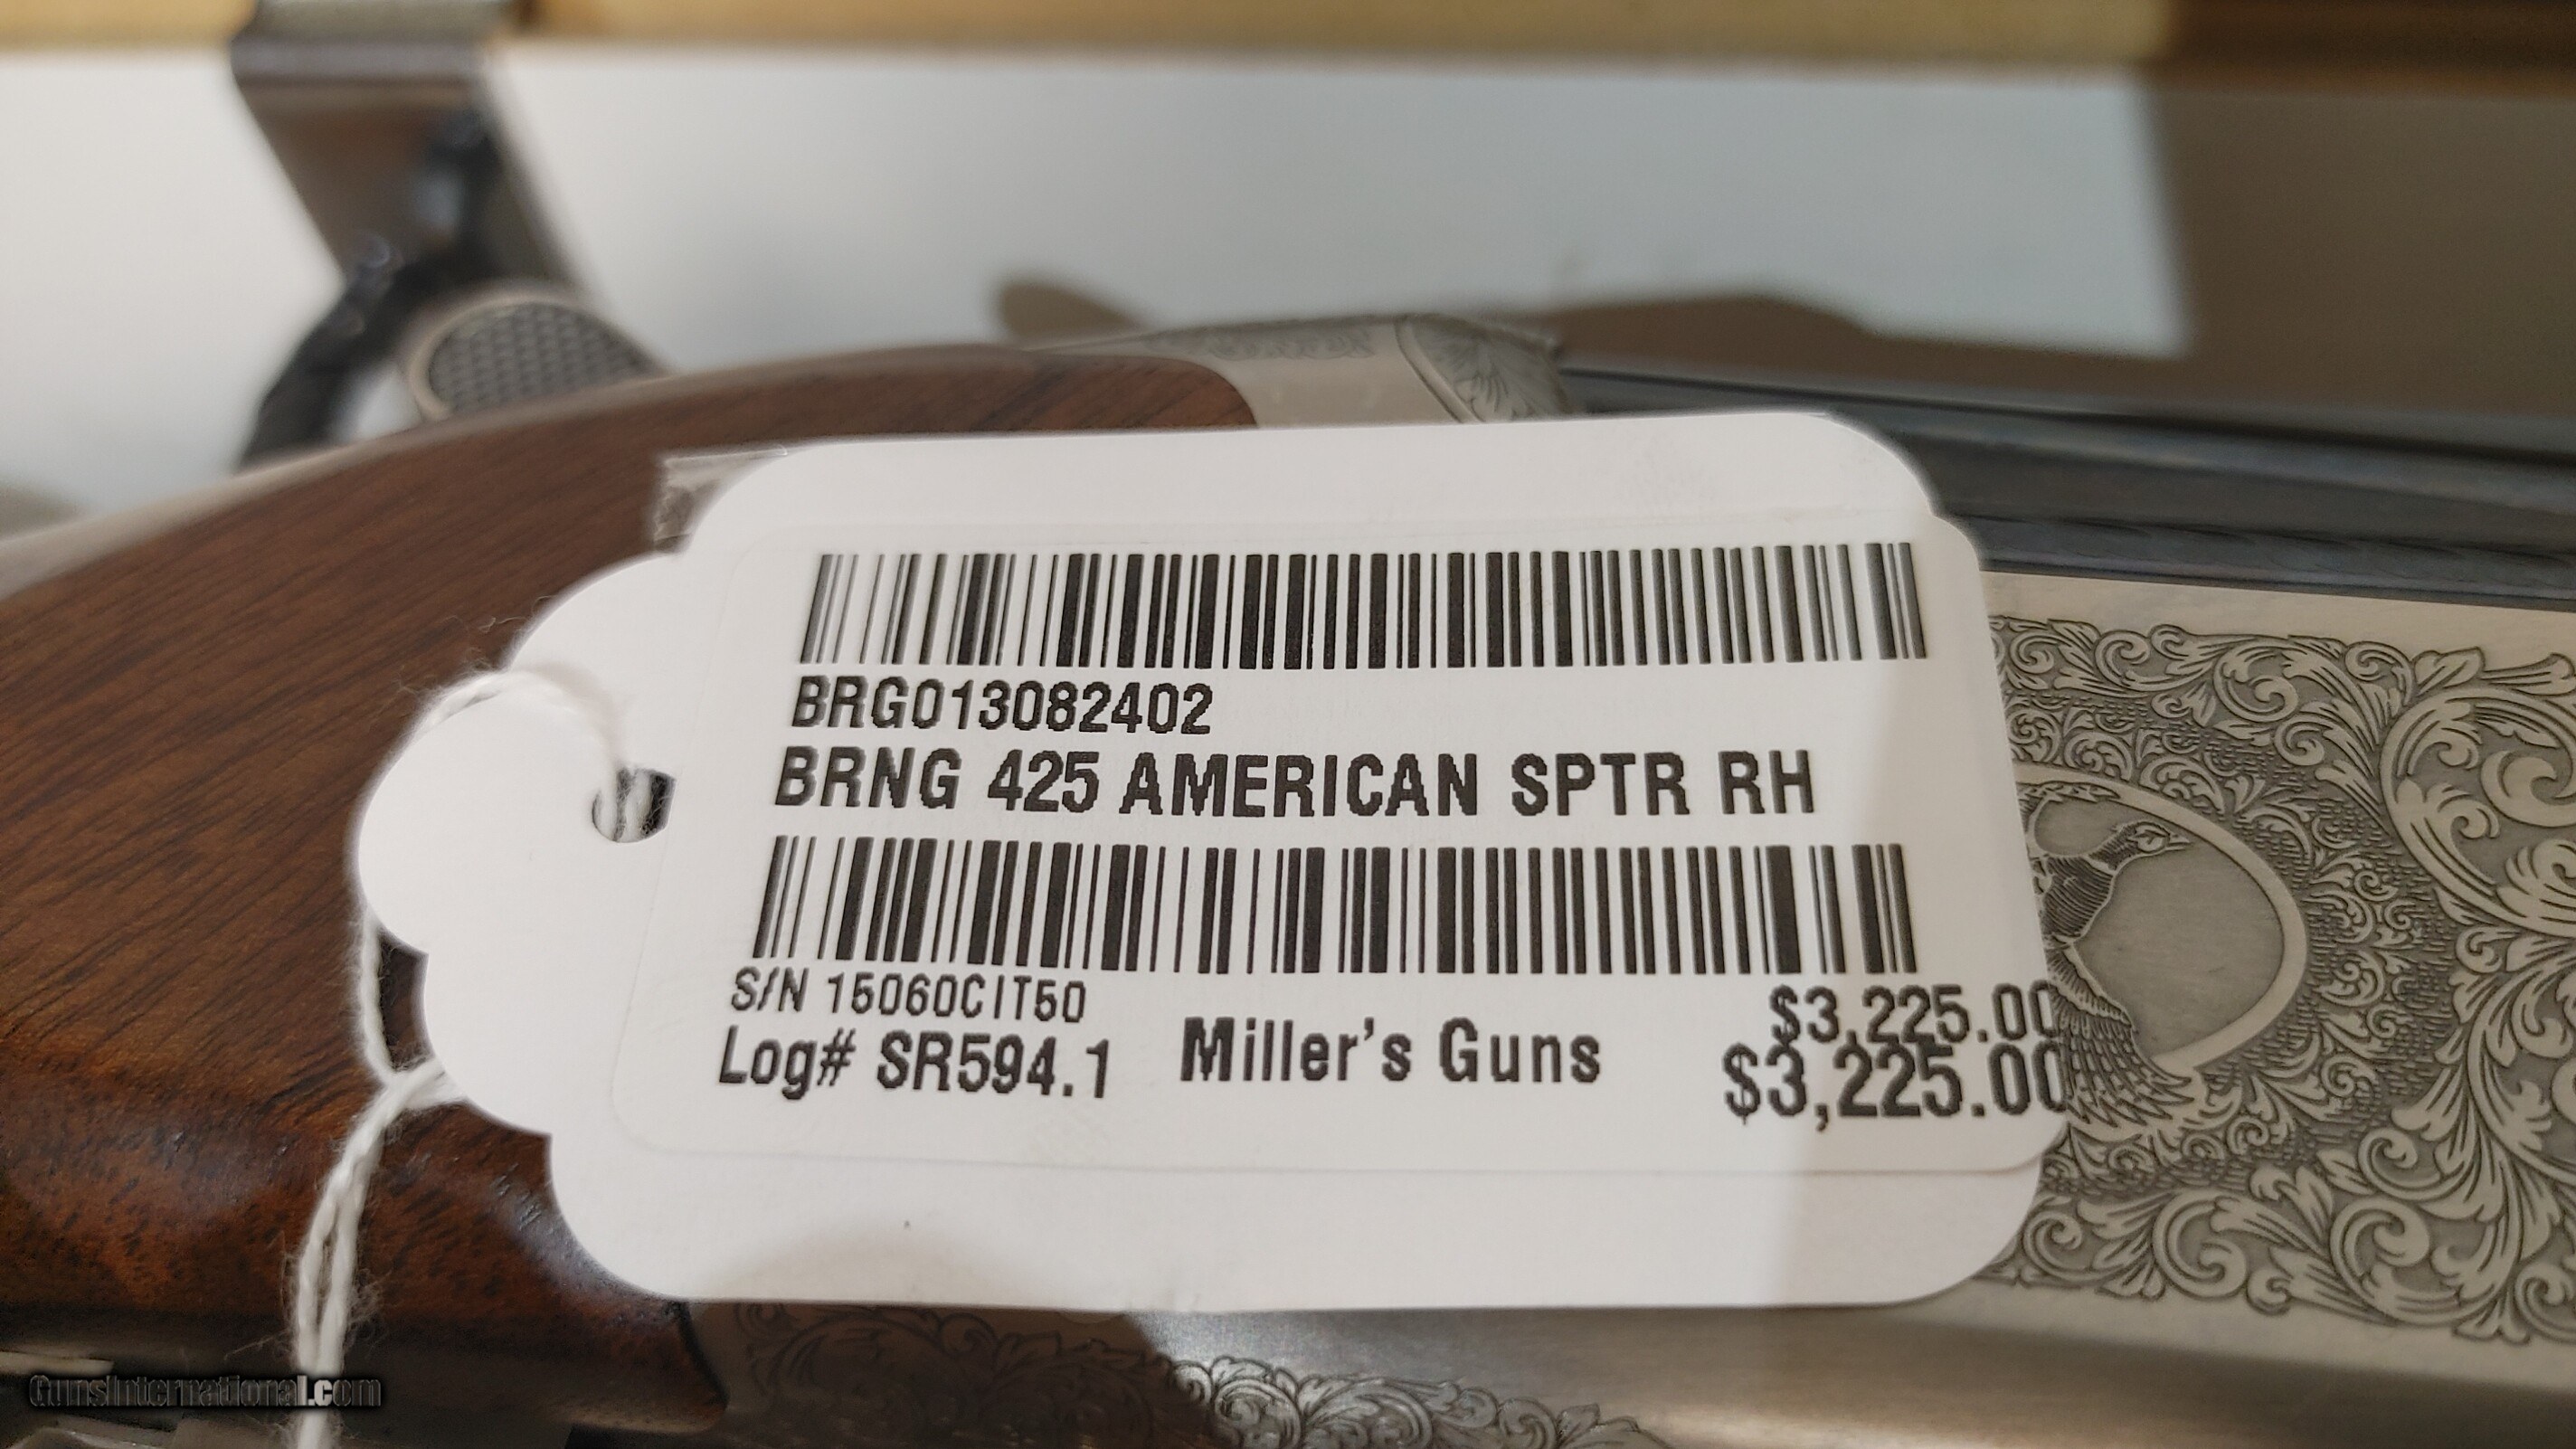 BRG013082402
BRNG 425 AMERICAN SPTR RH
S/N 15060CIT50
$3,225.00
Log# SR594.1 Miller's Guns $3,225.00
GunsInternational.com